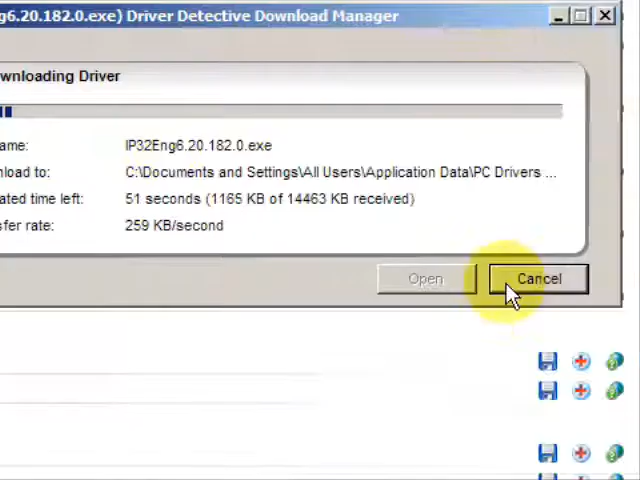 g6.20.182.0.exe) Driver Detective Download Manager
wnloading Driver
ame: IP32Eng6.20.182.0.exe
nload to: C:\Documents and Settings\All Users\Application Data\PC Drivers ...
ated time left: 51 seconds (1165 KB of 14463 KB received)
sfer rate: 259 KB/second
Open Cancel